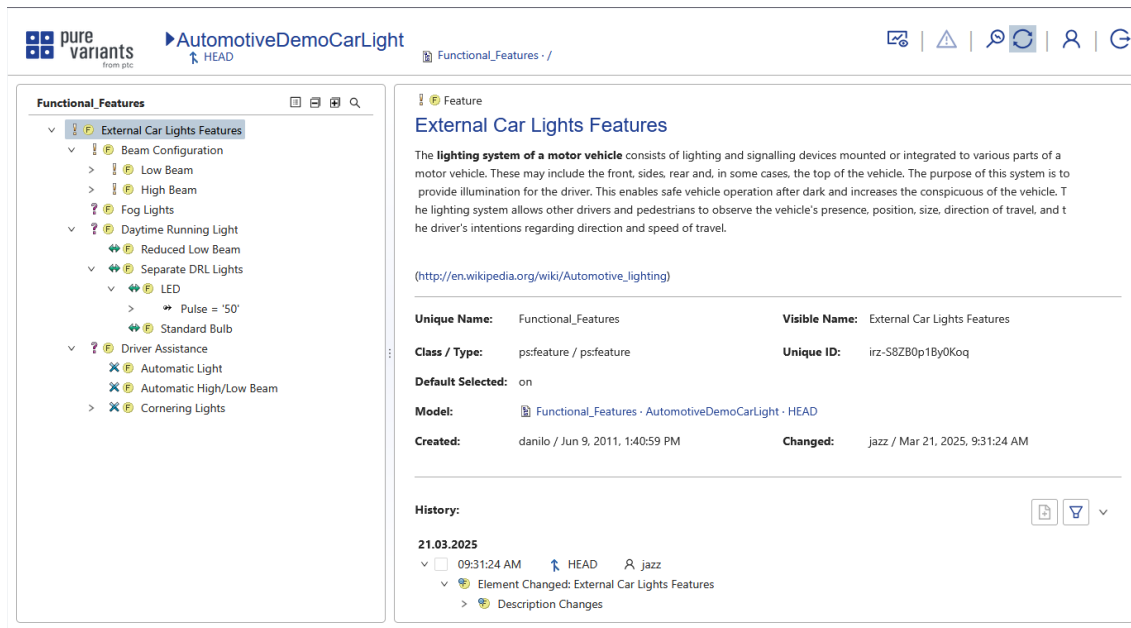 pure
variants
from ptc
AutomotiveDemoCarLight
HEAD
Functional_Features · /
Functional_Features
External Car Lights Features
Beam Configuration
Low Beam
High Beam
Fog Lights
Daytime Running Light
Reduced Low Beam
Separate DRL Lights
LED
Pulse = '50'
Standard Bulb
Driver Assistance
Automatic Light
Automatic High/Low Beam
Cornering Lights
Feature
External Car Lights Features
The lighting system of a motor vehicle consists of lighting and signalling devices mounted or integrated to various parts of a
motor vehicle. These may include the front, sides, rear and, in some cases, the top of the vehicle. The purpose of this system is to
provide illumination for the driver. This enables safe vehicle operation after dark and increases the conspicuous of the vehicle. T
he lighting system allows other drivers and pedestrians to observe the vehicle's presence, position, size, direction of travel, and t
he driver's intentions regarding direction and speed of travel.
(http://en.wikipedia.org/wiki/Automotive_lighting)
Unique Name: Functional_Features Visible Name: External Car Lights Features
Class / Type: ps:feature / ps:feature Unique ID: irz-S8ZB0p1By0Koq
Default Selected: on
Model: Functional_Features · AutomotiveDemoCarLight · HEAD
Created: danilo / Jun 9, 2011, 1:40:59 PM Changed: jazz / Mar 21, 2025, 9:31:24 AM
History:
21.03.2025
09:31:24 AM HEAD jazz
Element Changed: External Car Lights Features
Description Changes